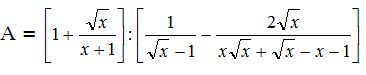 A = [1 + √x/(x+1)] : [1/(√x −1) − 2√x/(x√x + √x − x −1)]